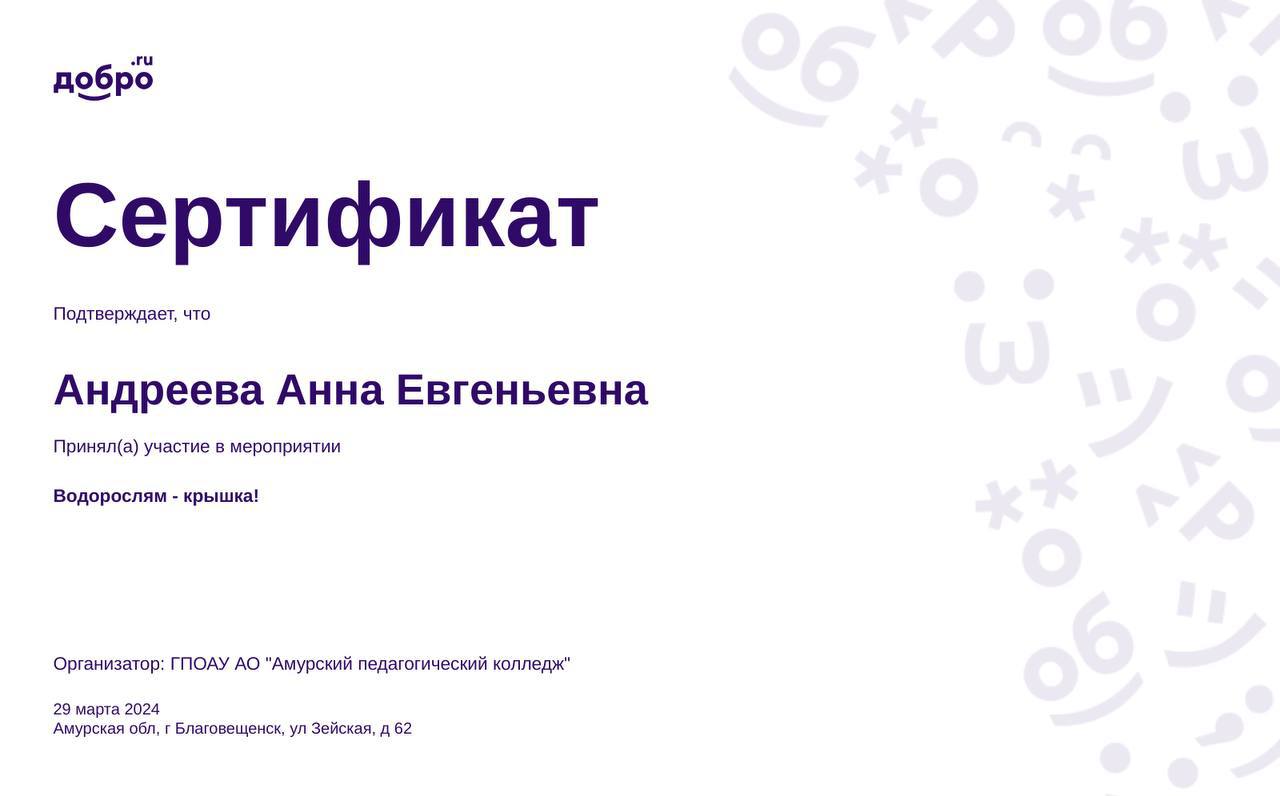 .ru
добро
Сертификат
Подтверждает, что
Андреева Анна Евгеньевна
Принял(а) участие в мероприятии
Водорослям - крышка!
Организатор: ГПОАУ АО "Амурский педагогический колледж"
29 марта 2024
Амурская обл, г Благовещенск, ул Зейская, д 62